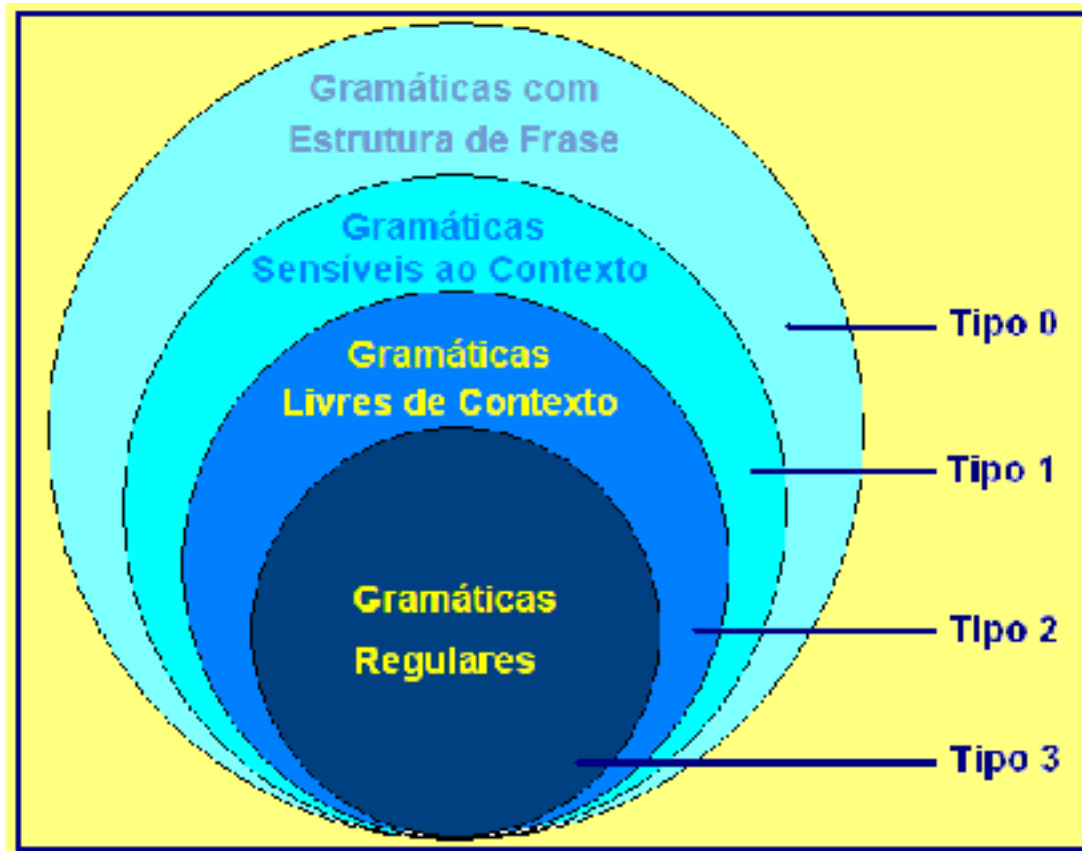 Gramáticas com
Estrutura de Frase
Gramáticas
Sensíveis ao Contexto
Gramáticas
Livres de Contexto
Gramáticas
Regulares
Tipo 0
Tipo 1
Tipo 2
Tipo 3